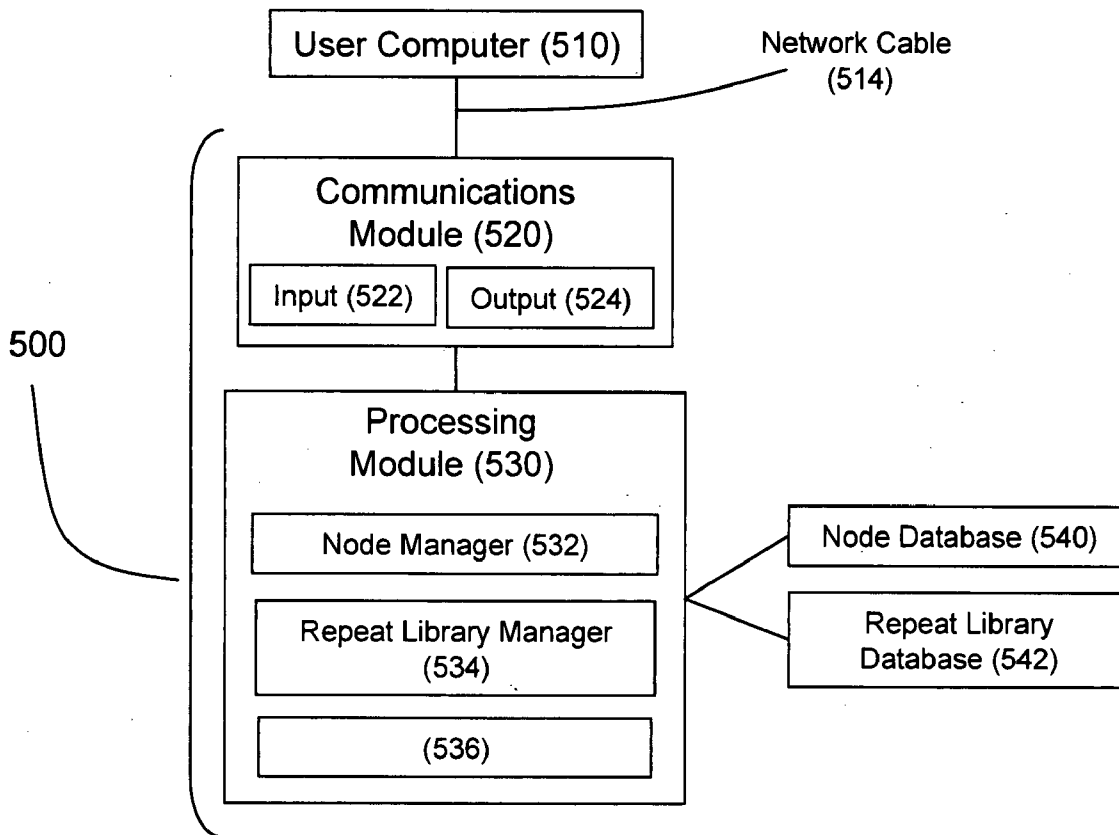 User Computer (510)
Network Cable
(514)
Communications
Module (520)
Input (522)
Output (524)
500
Processing
Module (530)
Node Manager (532)
Node Database (540)
Repeat Library Manager
(534)
Repeat Library
Database (542)
(536)